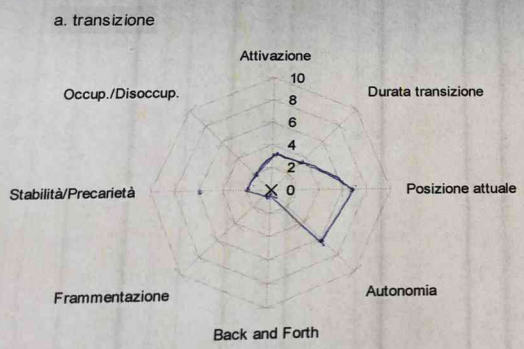 a. transizione
Attivazione
10
8
6
4
2
0
Durata transizione
Posizione attuale
Autonomia
Back and Forth
Frammentazione
Stabilità/Precarietà
Occup./Disoccup.